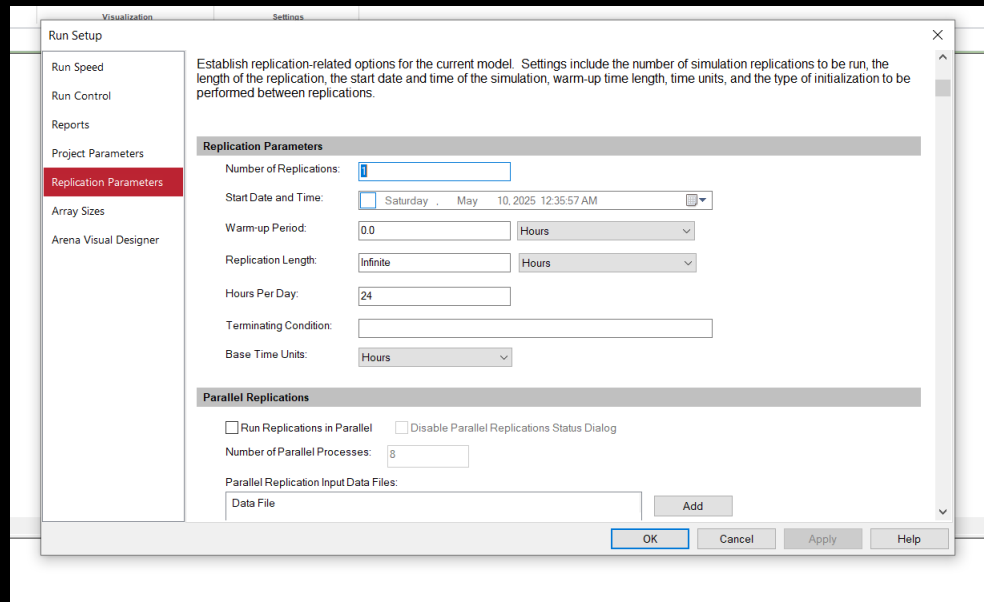 Visualization Settings
Run Setup
Run Speed
Run Control
Reports
Project Parameters
Replication Parameters
Array Sizes
Arena Visual Designer
Establish replication-related options for the current model.  Settings include the number of simulation replications to be run, the
length of the replication, the start date and time of the simulation, warm-up time length, time units, and the type of initialization to be
performed between replications.
Replication Parameters
Number of Replications: 1
Start Date and Time: Saturday , May 10, 2025 12:35:57 AM
Warm-up Period: 0.0 Hours
Replication Length: Infinite Hours
Hours Per Day: 24
Terminating Condition:
Base Time Units: Hours
Parallel Replications
Run Replications in Parallel Disable Parallel Replications Status Dialog
Number of Parallel Processes: 8
Parallel Replication Input Data Files:
Data File Add
OK Cancel Apply Help